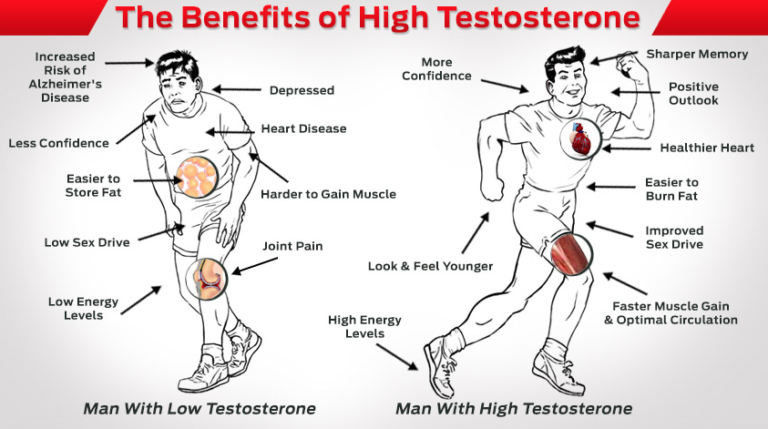 The Benefits of High Testosterone
Increased
Risk of
Alzheimer's
Disease
Depressed
Heart Disease
Less Confidence
Easier to
Store Fat
Harder to Gain Muscle
Low Sex Drive
Joint Pain
Low Energy
Levels
Man With Low Testosterone
More
Confidence
Sharper Memory
Positive
Outlook
Healthier Heart
Easier to
Burn Fat
Improved
Sex Drive
Look & Feel Younger
Faster Muscle Gain
& Optimal Circulation
High Energy
Levels
Man With High Testosterone